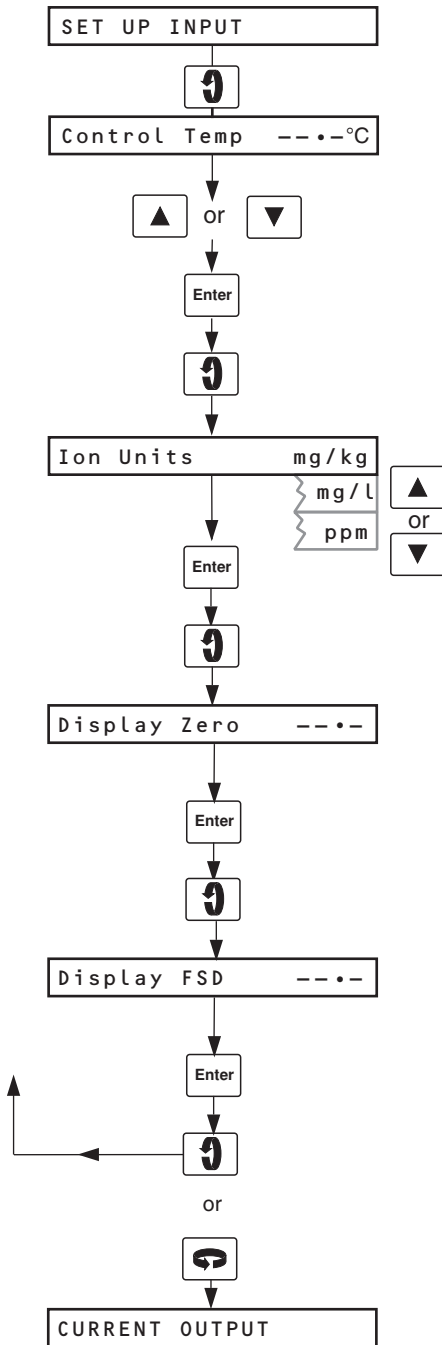 SET UP INPUT
Control Temp --•-°C
▲ or ▼
Enter
Ion Units mg/kg
mg/l
ppm
▲
or
▼
Enter
Display Zero --•-
Enter
Display FSD --•-
Enter
or
CURRENT OUTPUT